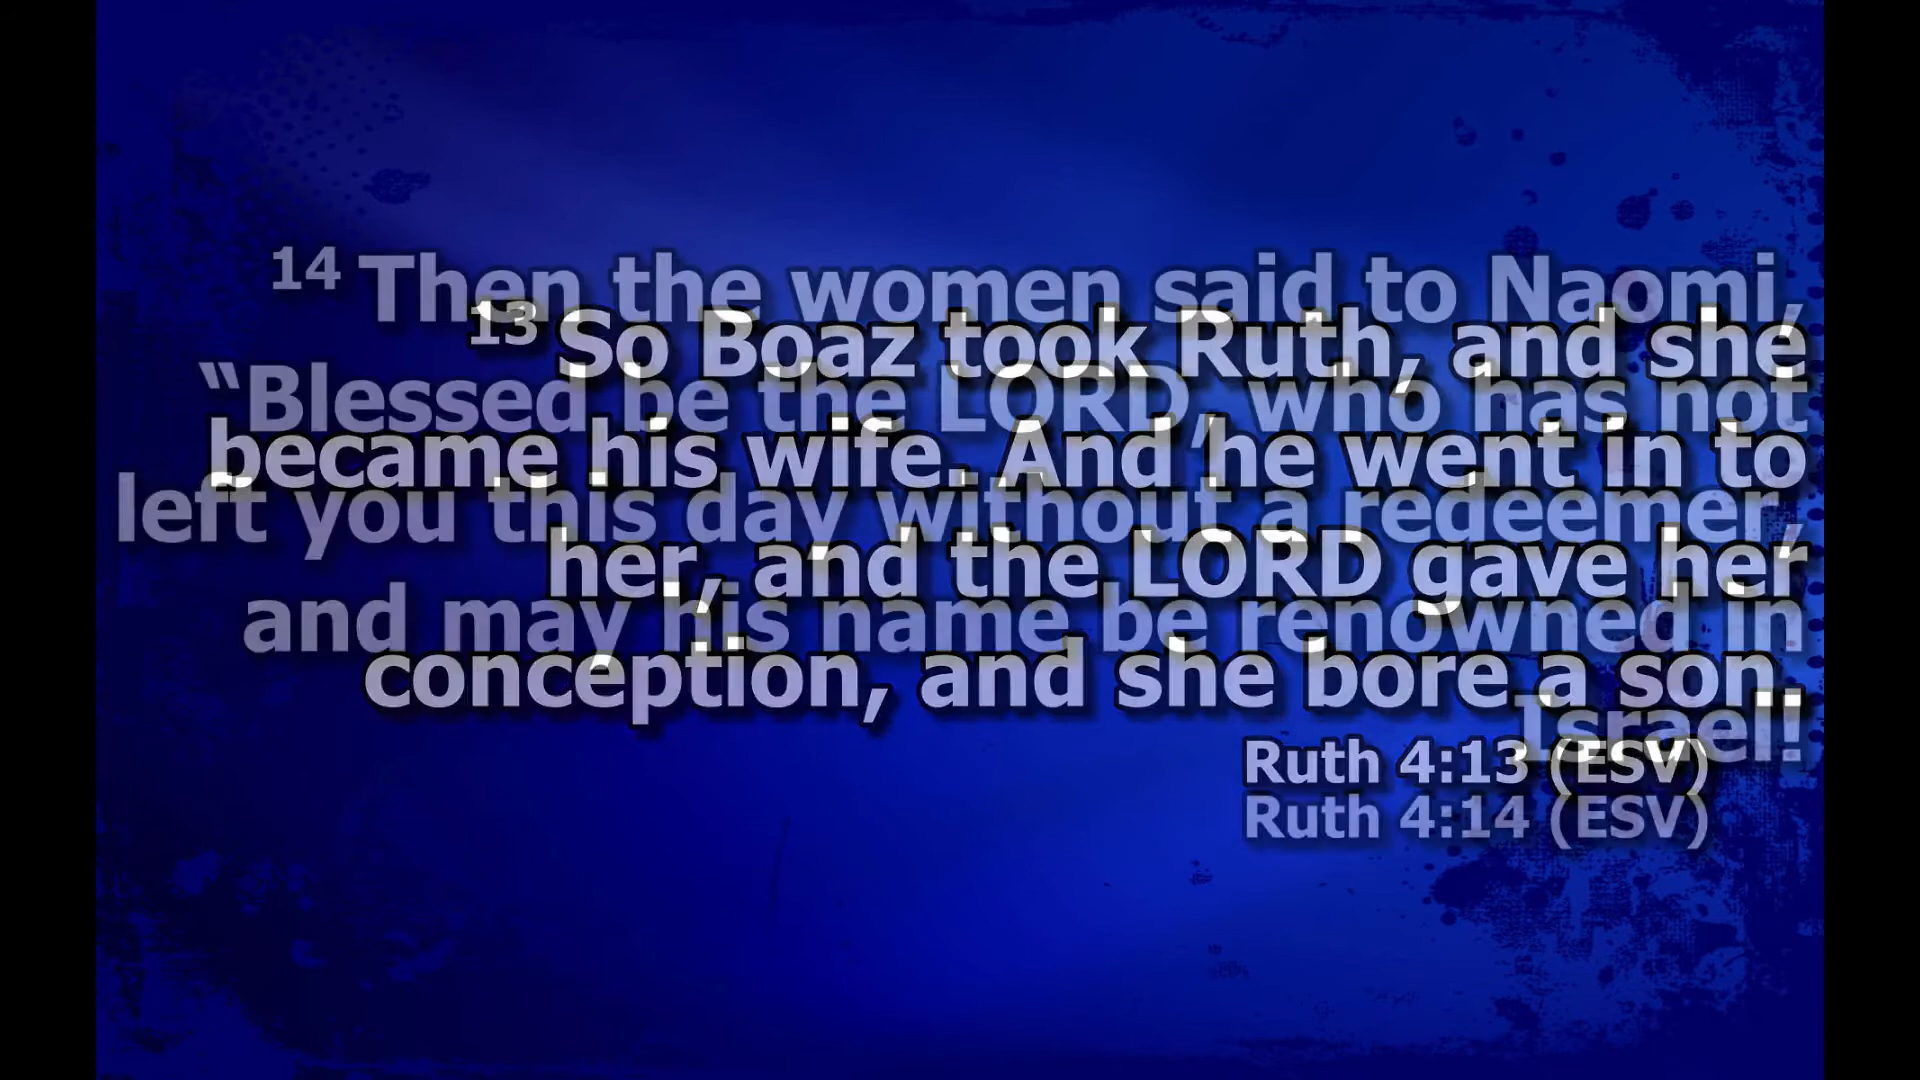 14 Then the women said to Naomi,
“Blessed be the LORD, who has not
left you this day without a redeemer,
and may his name be renowned in
Israel!
Ruth 4:14 (ESV)
13 So Boaz took Ruth, and she
became his wife. And he went in to
her, and the LORD gave her
conception, and she bore a son.
Ruth 4:13 (ESV)